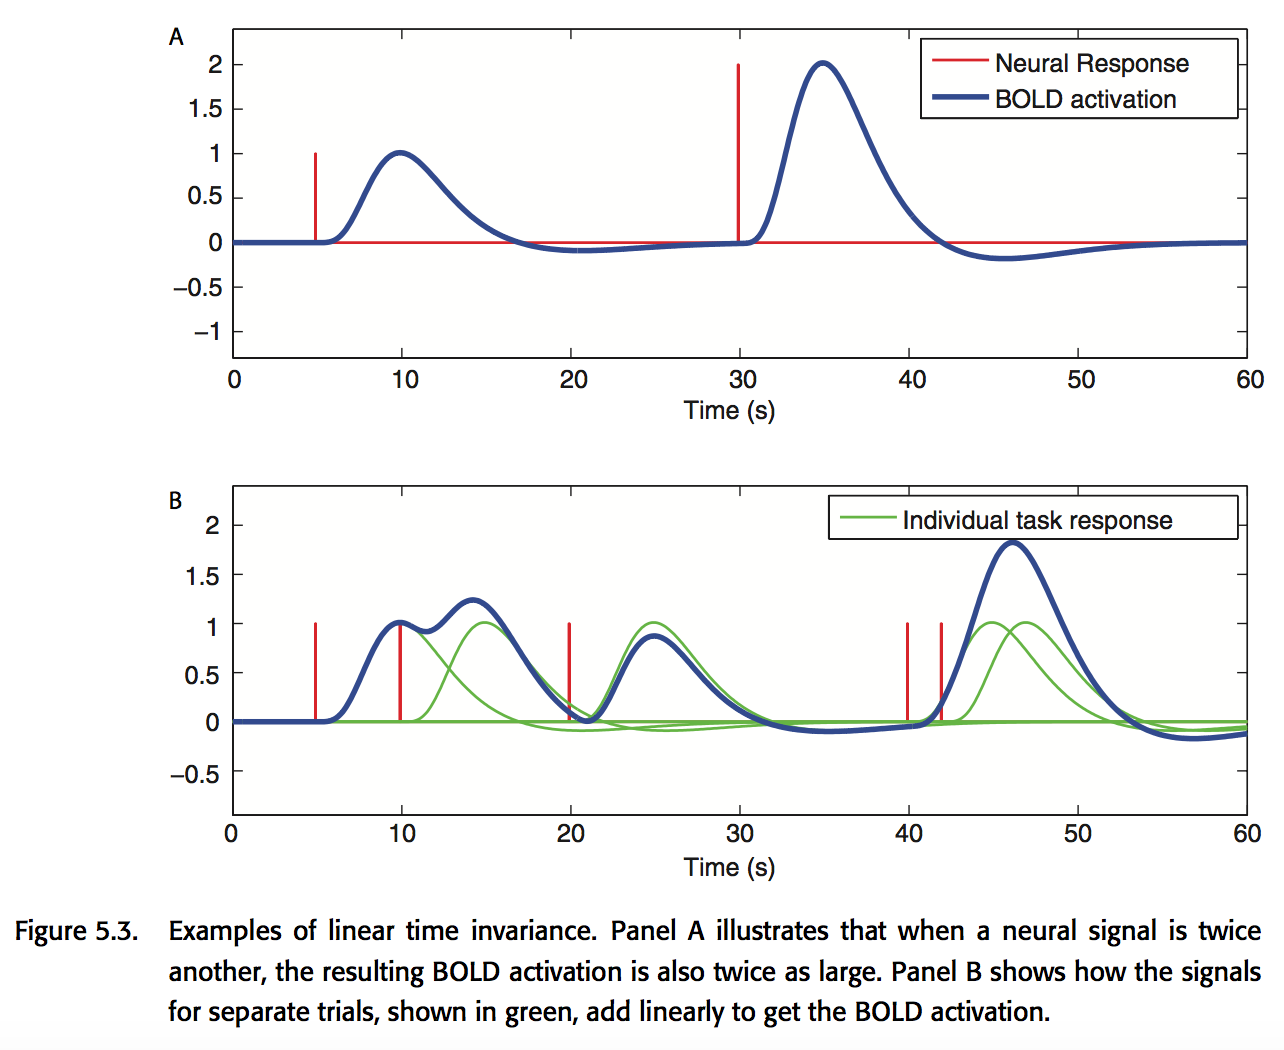 A
Neural Response
BOLD activation
2
1.5
1
0.5
0
−0.5
−1
0 10 20 30 40 50 60
Time (s)
B
Individual task response
2
1.5
1
0.5
0
−0.5
0 10 20 30 40 50 60
Time (s)
Figure 5.3. Examples of linear time invariance. Panel A illustrates that when a neural signal is twice
another, the resulting BOLD activation is also twice as large. Panel B shows how the signals
for separate trials, shown in green, add linearly to get the BOLD activation.